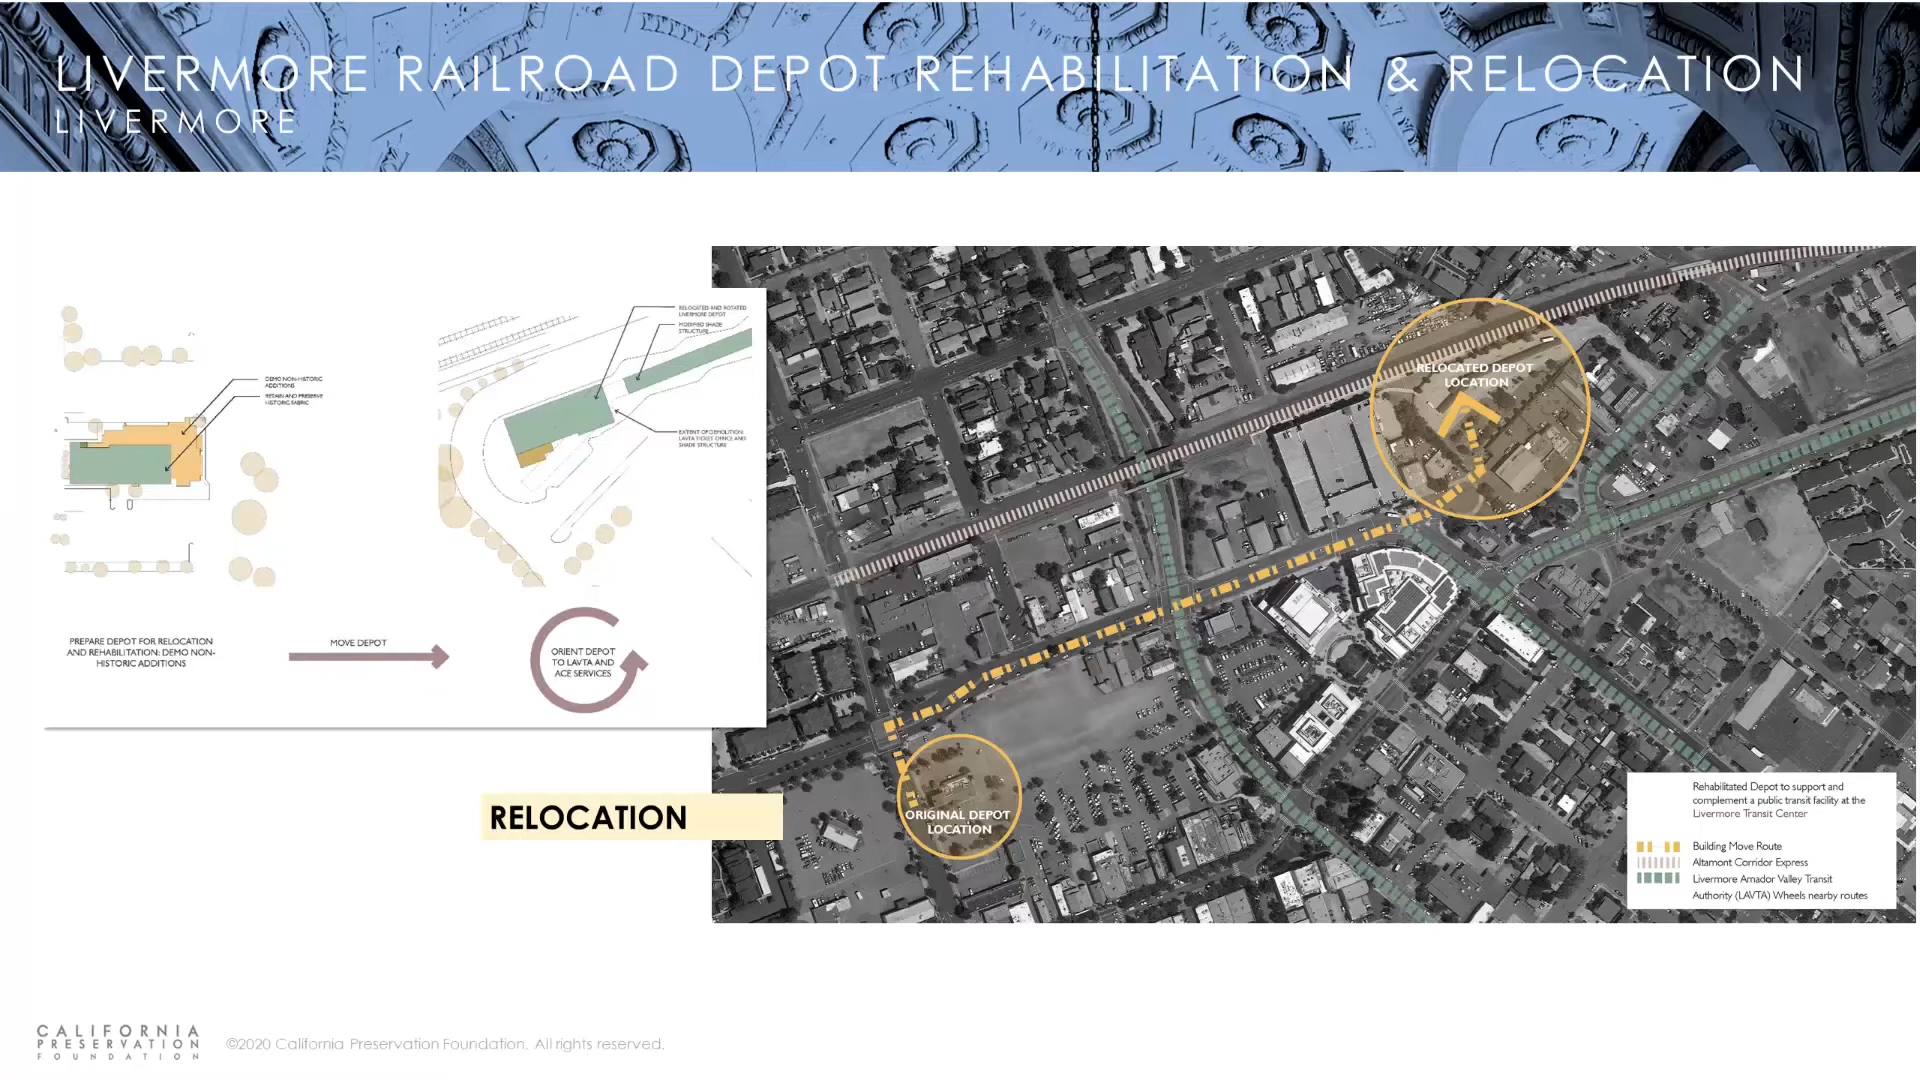 LIVERMORE RAILROAD DEPOT REHABILITATION & RELOCATION
LIVERMORE
RELOCATED AND ROTATED
LIVERMORE DEPOT
MODIFIED SHADE
STRUCTURE
DEMO NON-HISTORIC
ADDITIONS
RETAIN AND PRESERVE
HISTORIC FABRIC
EXTENT OF DEMOLITION:
LAVTA TICKET OFFICE AND
SHADE STRUCTURE
PREPARE DEPOT FOR RELOCATION
AND REHABILITATION: DEMO NON-
HISTORIC ADDITIONS
MOVE DEPOT
ORIENT DEPOT
TO LAVTA AND
ACE SERVICES
RELOCATED DEPOT
LOCATION
ORIGINAL DEPOT
LOCATION
RELOCATION
Rehabilitated Depot to support and
complement a public transit facility at the
Livermore Transit Center
Building Move Route
Altamont Corridor Express
Livermore Amador Valley Transit
Authority (LAVTA) Wheels nearby routes
CALIFORNIA
PRESERVATION
FOUNDATION
©2020 California Preservation Foundation. All rights reserved.